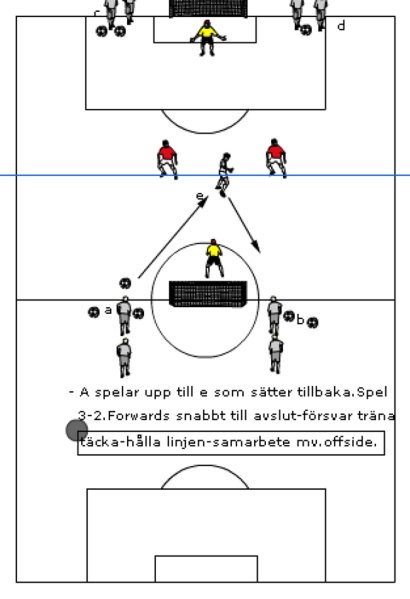 c
d
e
a
b
- A spelar upp till e som sätter tillbaka.Spel
3-2.Forwards snabbt till avslut-försvar träna
täcka-hålla linjen-samarbete mv.offside.